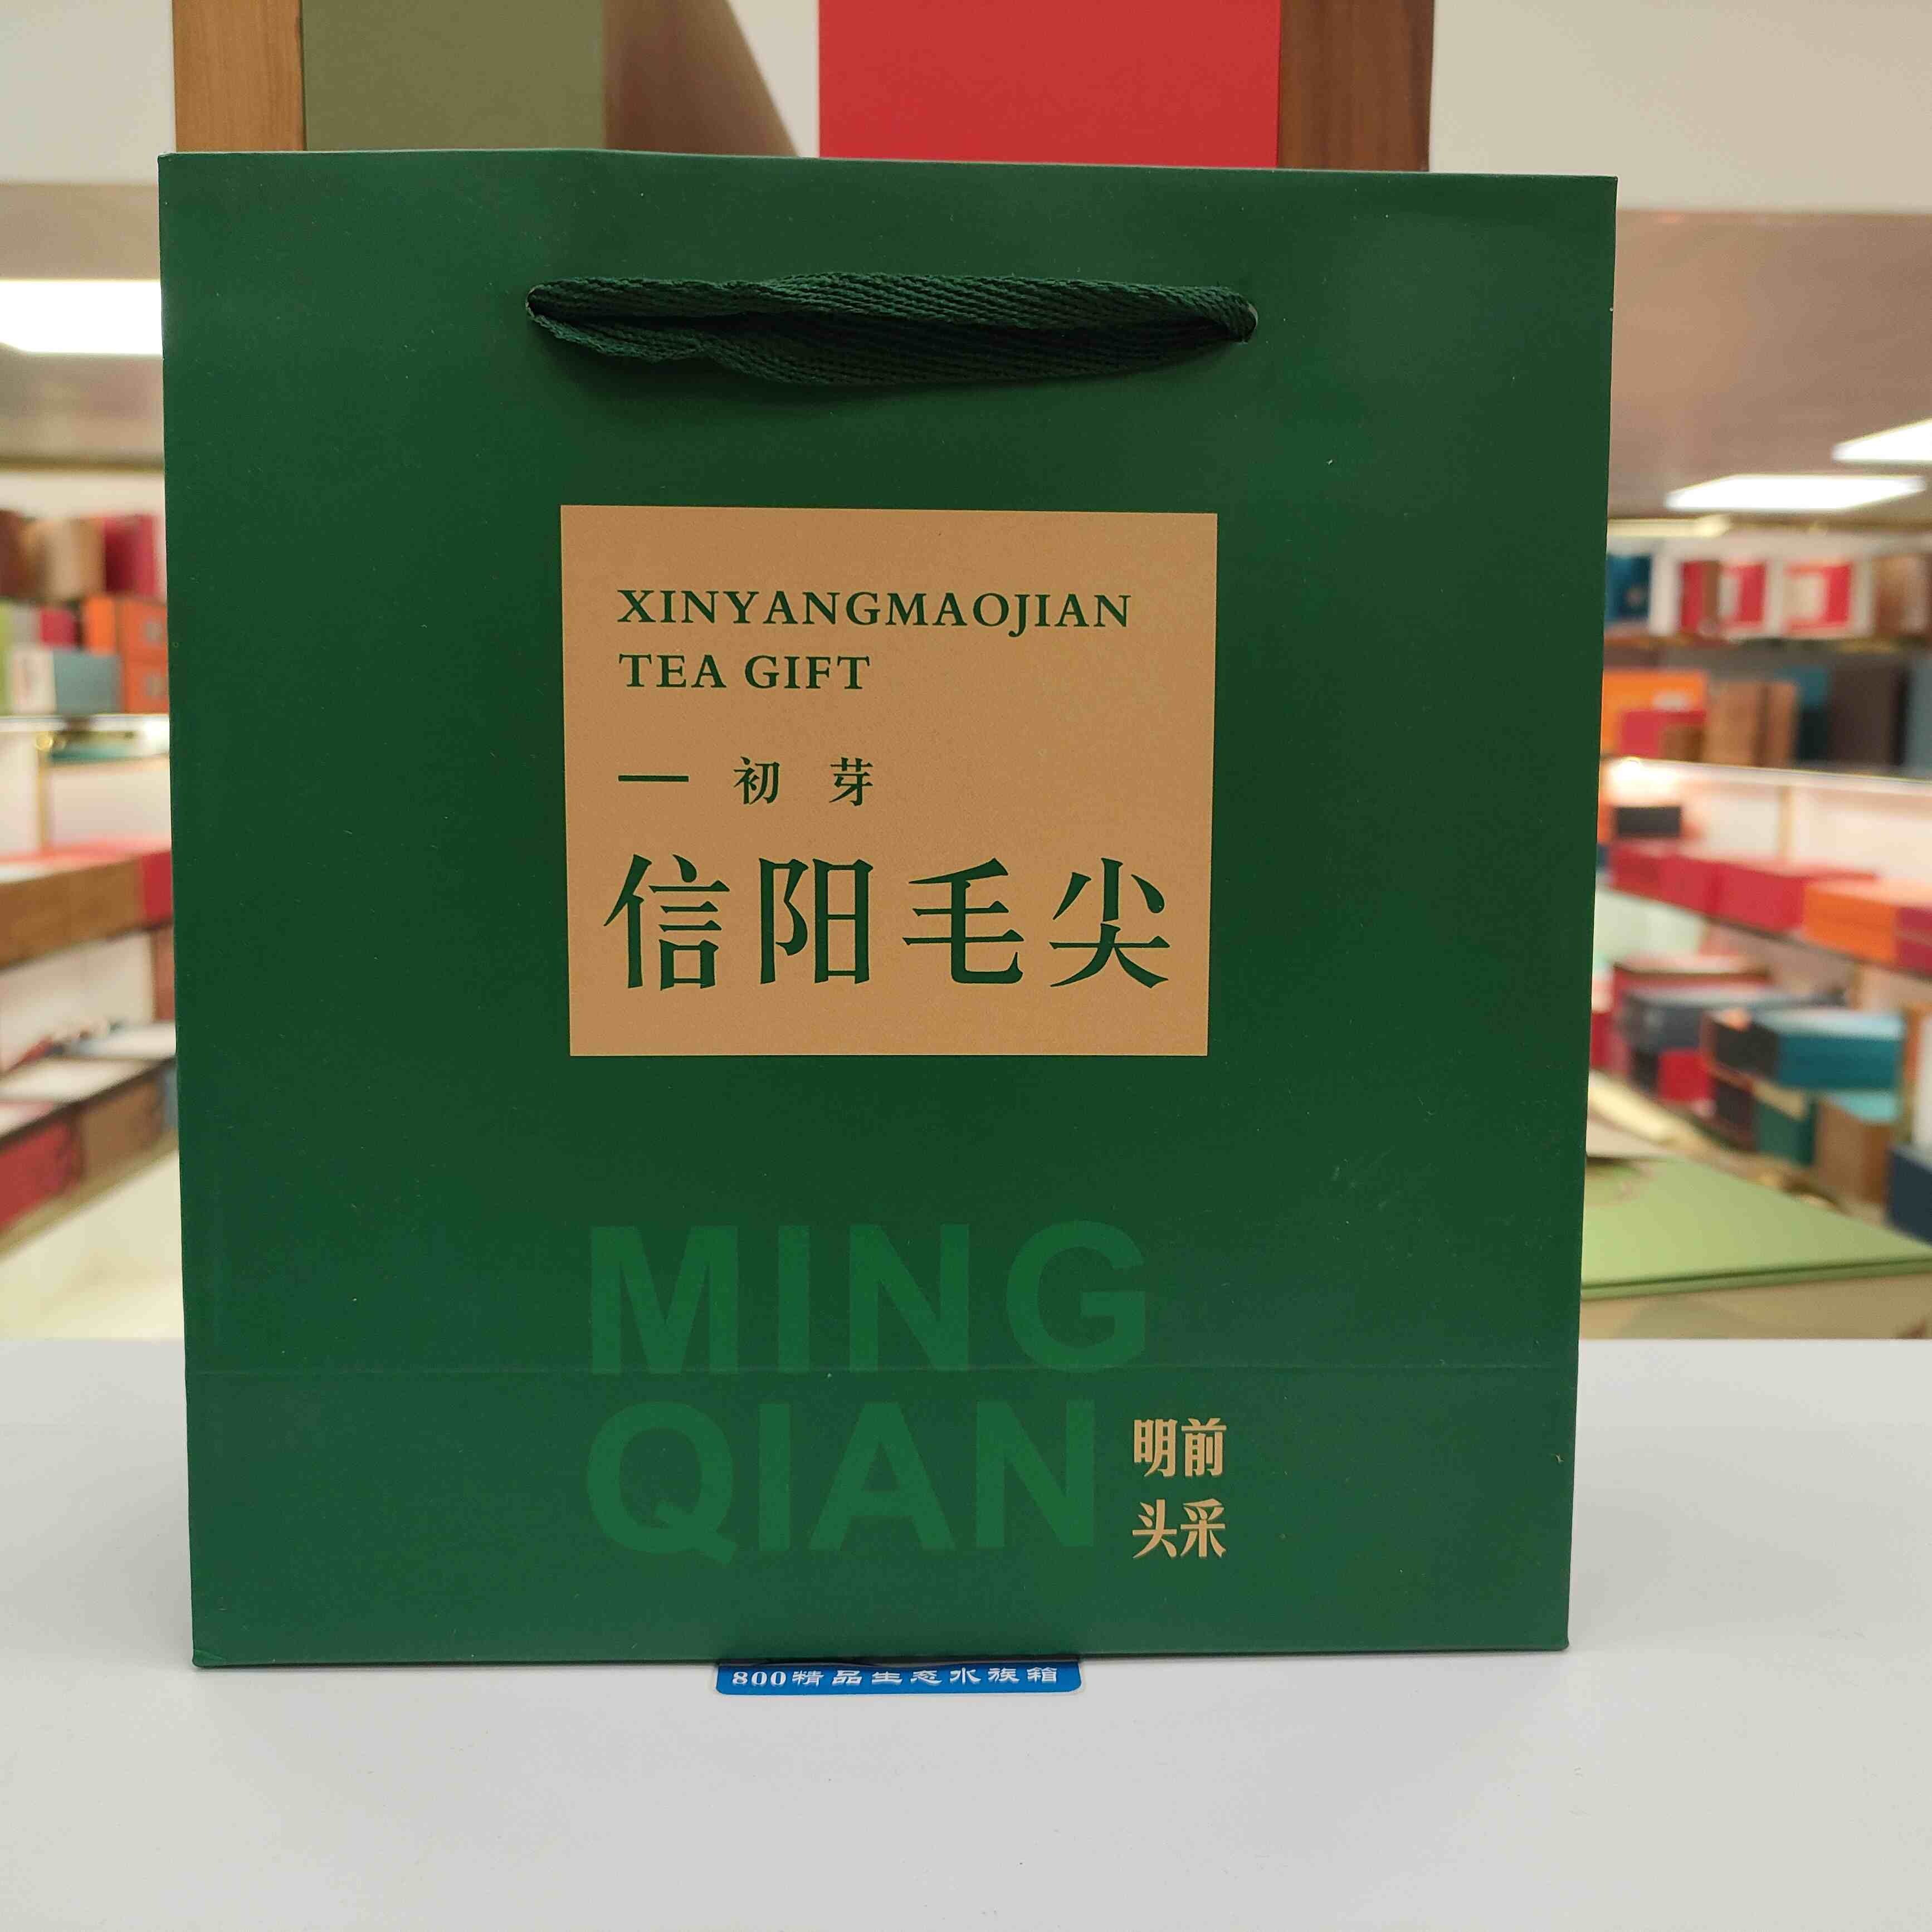 XINYANGMAOJIAN
TEA GIFT
一 初芽
信阳毛尖
MING
QIAN
明前
头采
800精品生态水族箱